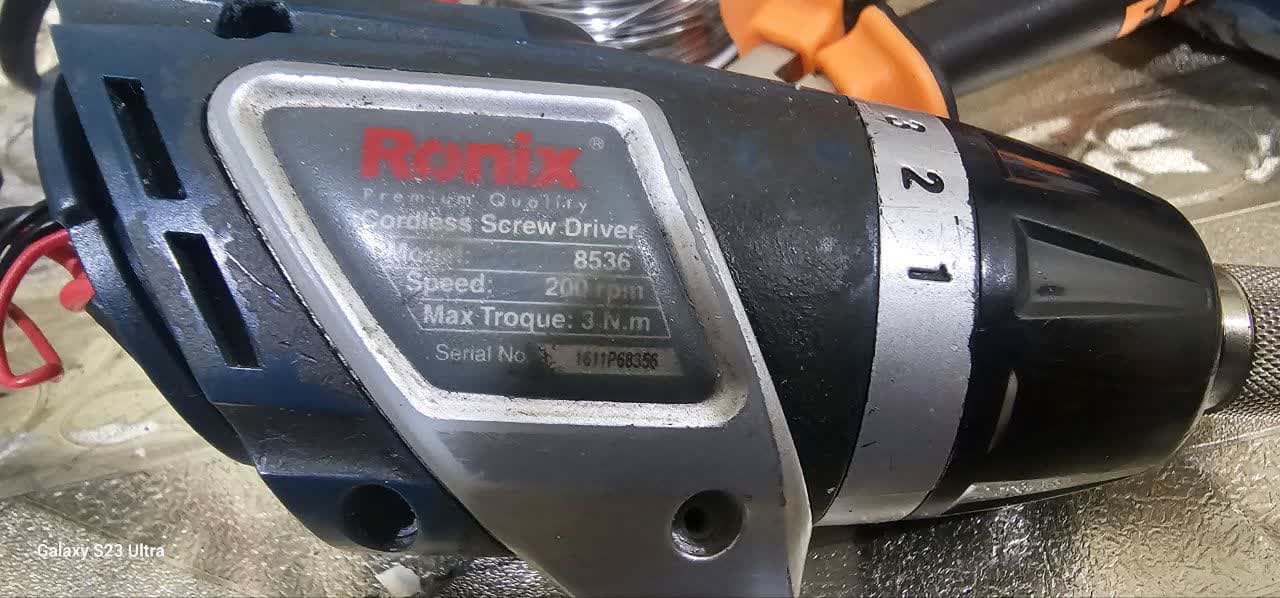 Ronix®
Premium Quality
Cordless Screw Driver
Model: 8536
Speed: 200 rpm
Max Troque: 3 N.m
Serial No 1611P68356
3
2
1
Galaxy S23 Ultra